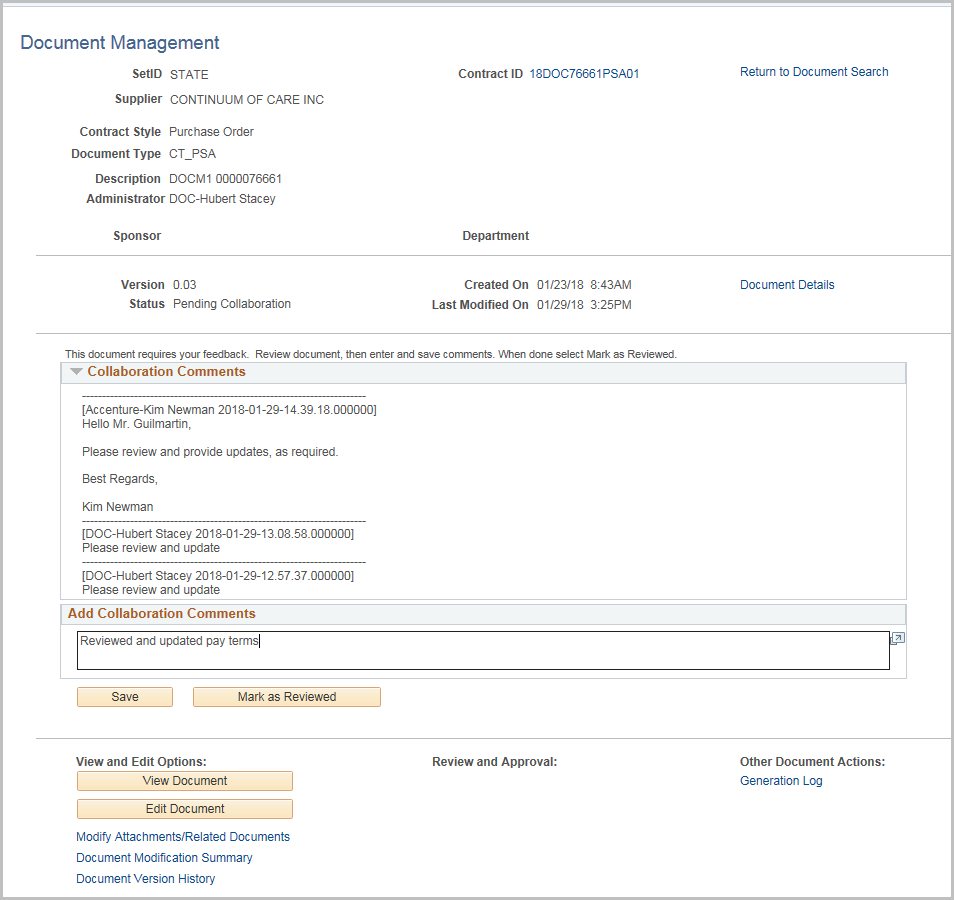 Document Management
SetID STATE Contract ID 18DOC76661PSA01 Return to Document Search
Supplier CONTINUUM OF CARE INC
Contract Style Purchase Order
Document Type CT_PSA
Description DOCM1 0000076661
Administrator DOC-Hubert Stacey
Sponsor Department
Version 0.03 Created On 01/23/18 8:43AM Document Details
Status Pending Collaboration Last Modified On 01/29/18 3:25PM
This document requires your feedback. Review document, then enter and save comments. When done select Mark as Reviewed.
Collaboration Comments
-----------------------------------------------------------------------
[Accenture-Kim Newman 2018-01-29-14.39.18.000000]
Hello Mr. Guilmartin,
Please review and provide updates, as required.
Best Regards,
Kim Newman
-----------------------------------------------------------------------
[DOC-Hubert Stacey 2018-01-29-13.08.58.000000]
Please review and update
-----------------------------------------------------------------------
[DOC-Hubert Stacey 2018-01-29-12.57.37.000000]
Please review and update
Add Collaboration Comments
Reviewed and updated pay terms
Save Mark as Reviewed
View and Edit Options: Review and Approval: Other Document Actions:
View Document Generation Log
Edit Document
Modify Attachments/Related Documents
Document Modification Summary
Document Version History